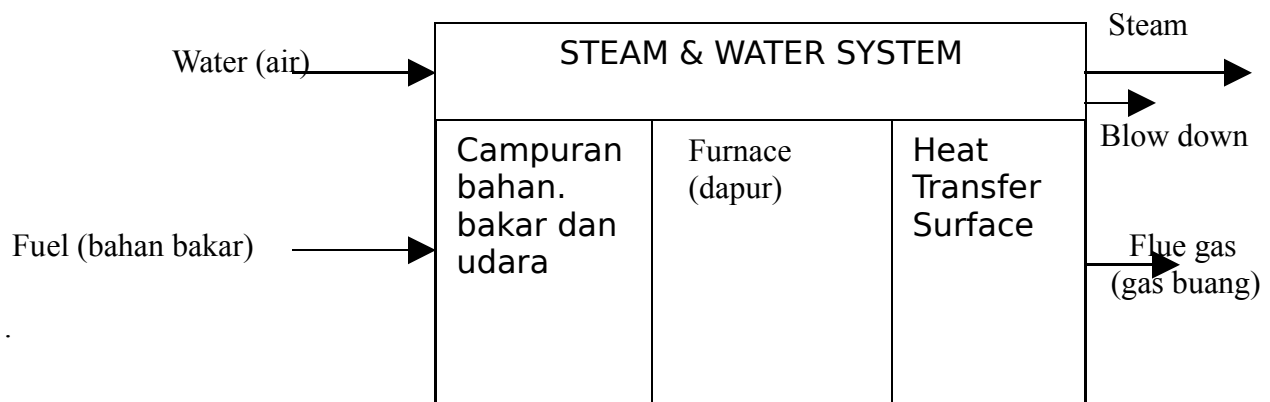 Steam
Water (air)
STEAM & WATER SYSTEM
Blow down
Campuran
bahan.
bakar dan
udara
Furnace
(dapur)
Heat
Transfer
Surface
Fuel (bahan bakar)
Flue gas
(gas buang)
.